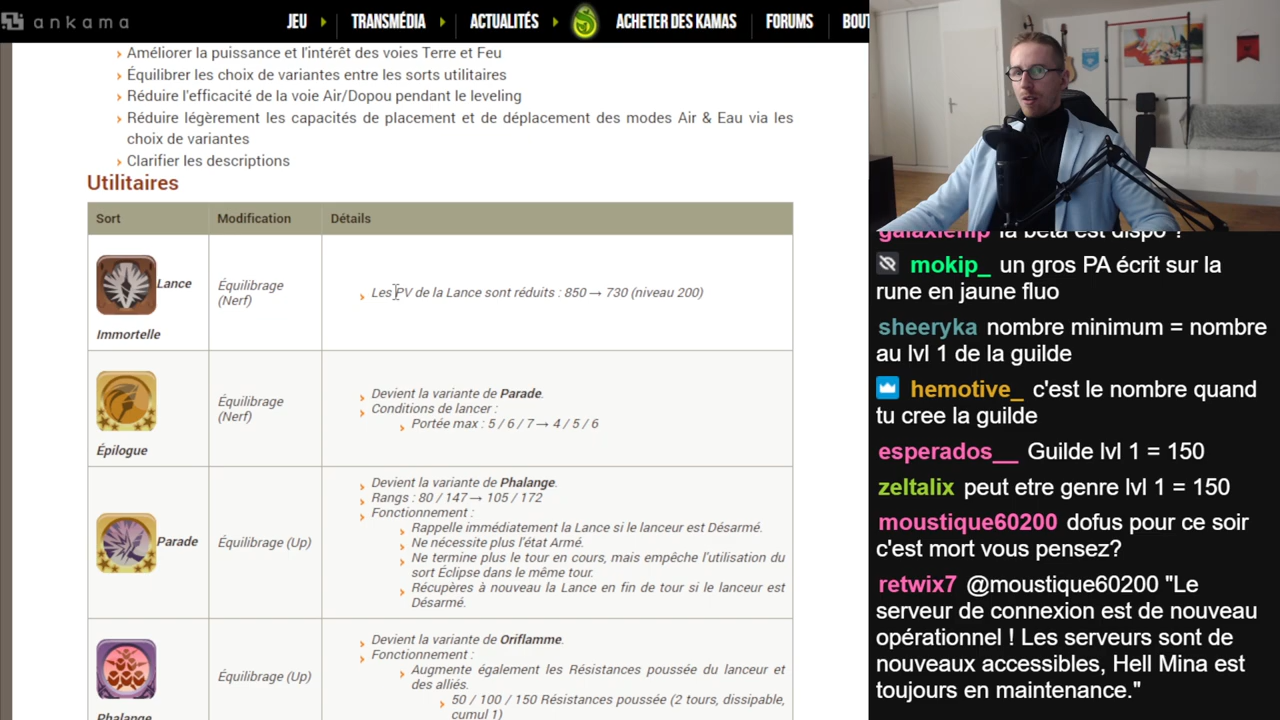 ankama
JEU
TRANSMÉDIA
ACTUALITÉS
ACHETER DES KAMAS
FORUMS
BOUT
Améliorer la puissance et l'intérêt des voies Terre et Feu
Équilibrer les choix de variantes entre les sorts utilitaires
Réduire l'efficacité de la voie Air/Dopou pendant le leveling
Réduire légèrement les capacités de placement et de déplacement des modes Air & Eau via les
choix de variantes
Clarifier les descriptions
Utilitaires
Sort
Modification
Détails
Lance
Immortelle
Équilibrage
(Nerf)
Les PV de la Lance sont réduits : 850 → 730 (niveau 200)
Épilogue
Équilibrage
(Nerf)
Devient la variante de Parade.
Conditions de lancer :
Portée max : 5 / 6 / 7 → 4 / 5 / 6
Parade
Équilibrage (Up)
Devient la variante de Phalange.
Rangs : 80 / 147 → 105 / 172
Fonctionnement :
Rappelle immédiatement la Lance si le lanceur est Désarmé.
Ne nécessite plus l'état Armé.
Ne termine plus le tour en cours, mais empêche l'utilisation du
sort Éclipse dans le même tour.
Récupères à nouveau la Lance en fin de tour si le lanceur est
Désarmé.
Phalange
Équilibrage (Up)
Devient la variante de Oriflamme.
Fonctionnement :
Augmente également les Résistances poussée du lanceur et
des alliés.
50 / 100 / 150 Résistances poussée (2 tours, dissipable,
cumul 1)
la beta est dispo ?
mokip_ un gros PA écrit sur la
rune en jaune fluo
sheeryka nombre minimum = nombre
au lvl 1 de la guilde
hemotive_ c'est le nombre quand
tu cree la guilde
esperados__ Guilde lvl 1 = 150
zeltalix peut etre genre lvl 1 = 150
moustique60200 dofus pour ce soir
c'est mort vous pensez?
retwix7 @moustique60200 "Le
serveur de connexion est de nouveau
opérationnel ! Les serveurs sont de
nouveaux accessibles, Hell Mina est
toujours en maintenance."